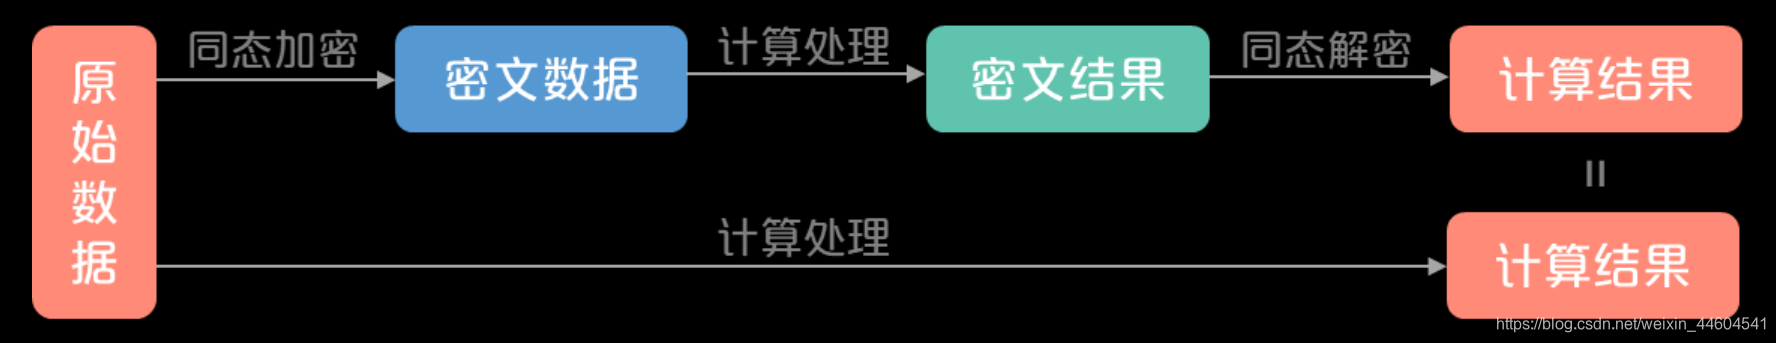 原始数据
同态加密
密文数据
计算处理
密文结果
同态解密
计算结果
=
计算处理
计算结果
https://blog.csdn.net/weixin_44604541